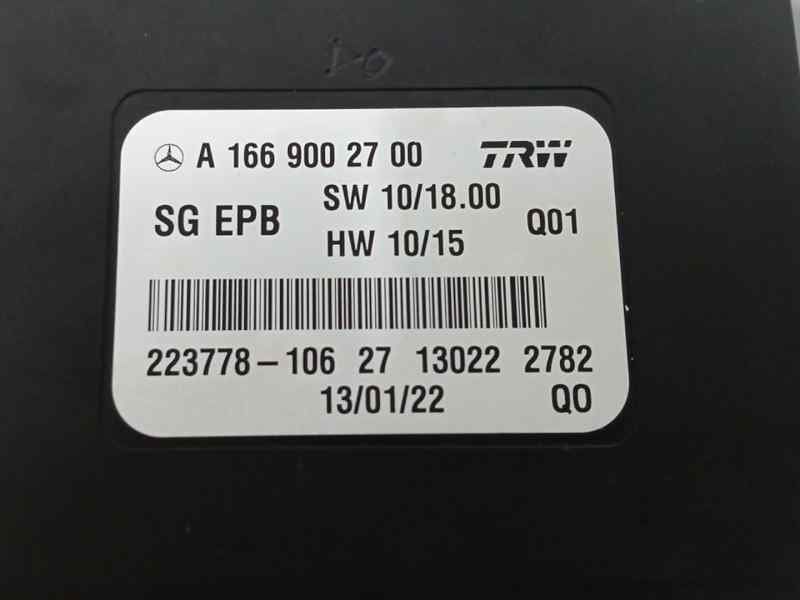 A 166 900 27 00 TRW
SG EPB SW 10/18.00 Q01
HW 10/15
223778-106 27 13022 2782
13/01/22 Q0